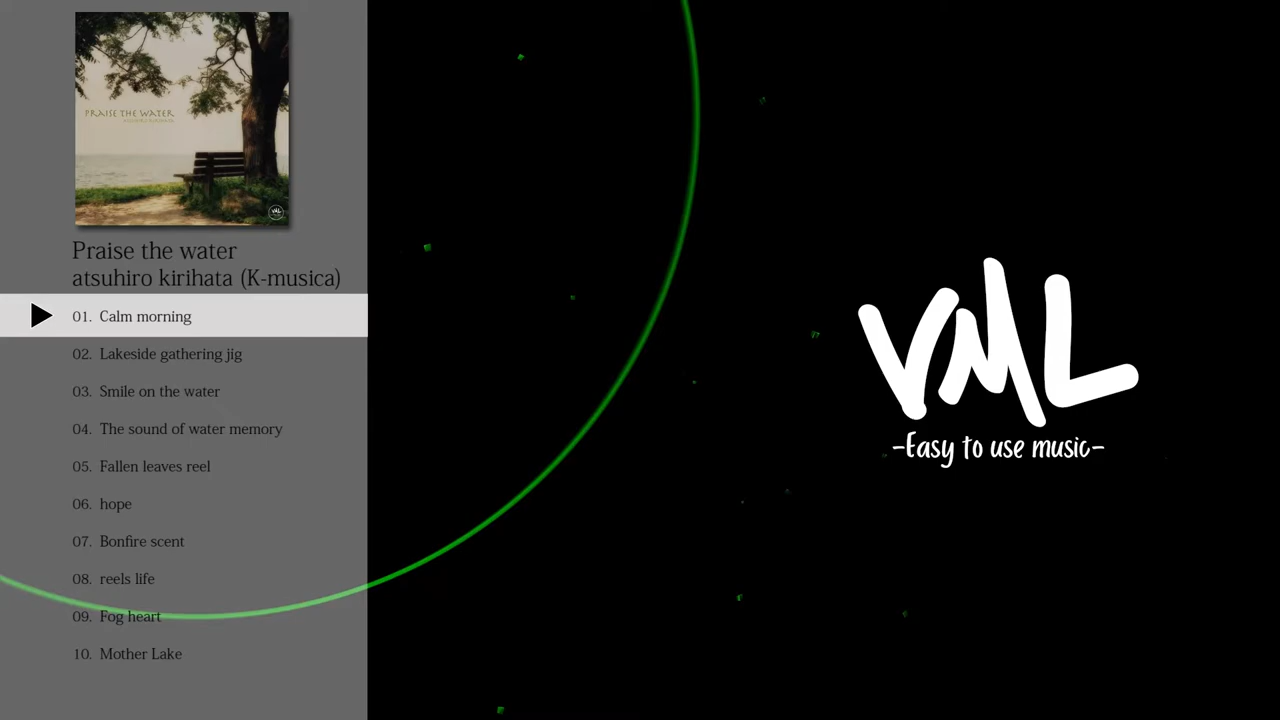 PRAISE THE WATER
Praise the water
atsuhiro kirihata (K-musica)
01. Calm morning
02. Lakeside gathering jig
03. Smile on the water
04. The sound of water memory
05. Fallen leaves reel
06. hope
07. Bonfire scent
08. reels life
09. Fog heart
10. Mother Lake
VML
-Easy to use music-